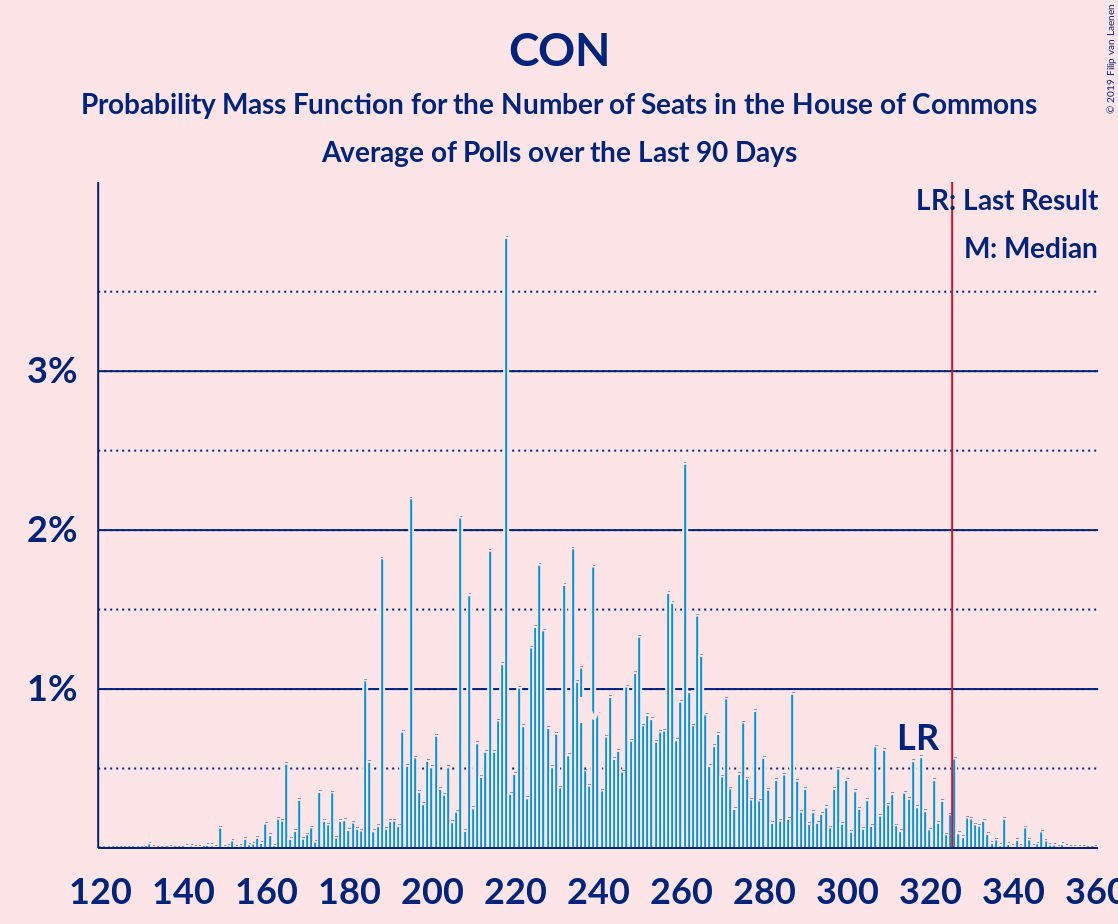 CON
Probability Mass Function for the Number of Seats in the House of Commons
Average of Polls over the Last 90 Days
© 2019 Filip van Laenen
LR: Last Result
M: Median
3%
2%
1%
LR
120 140 160 180 200 220 240 260 280 300 320 340 360